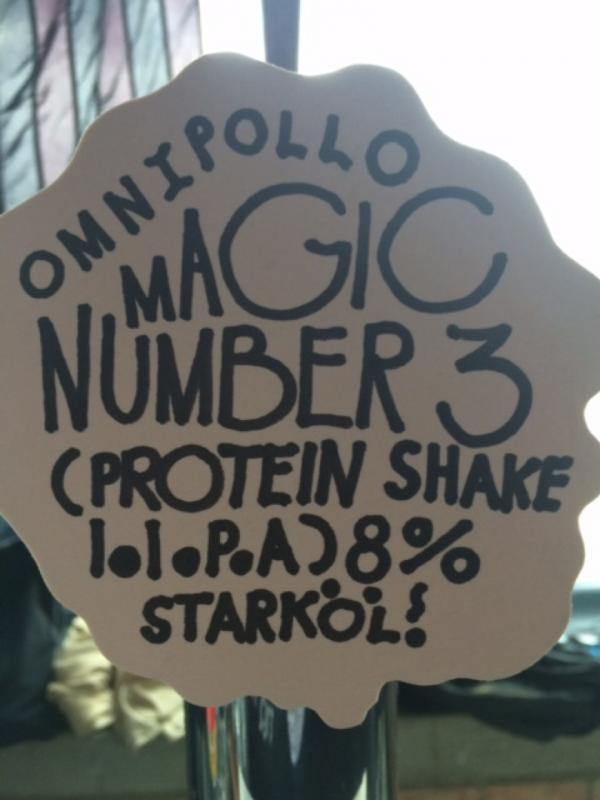 OMNIPOLLO
MAGIC
NUMBER 3
(PROTEIN SHAKE
I.I.P.A) 8%
STARKÖL!